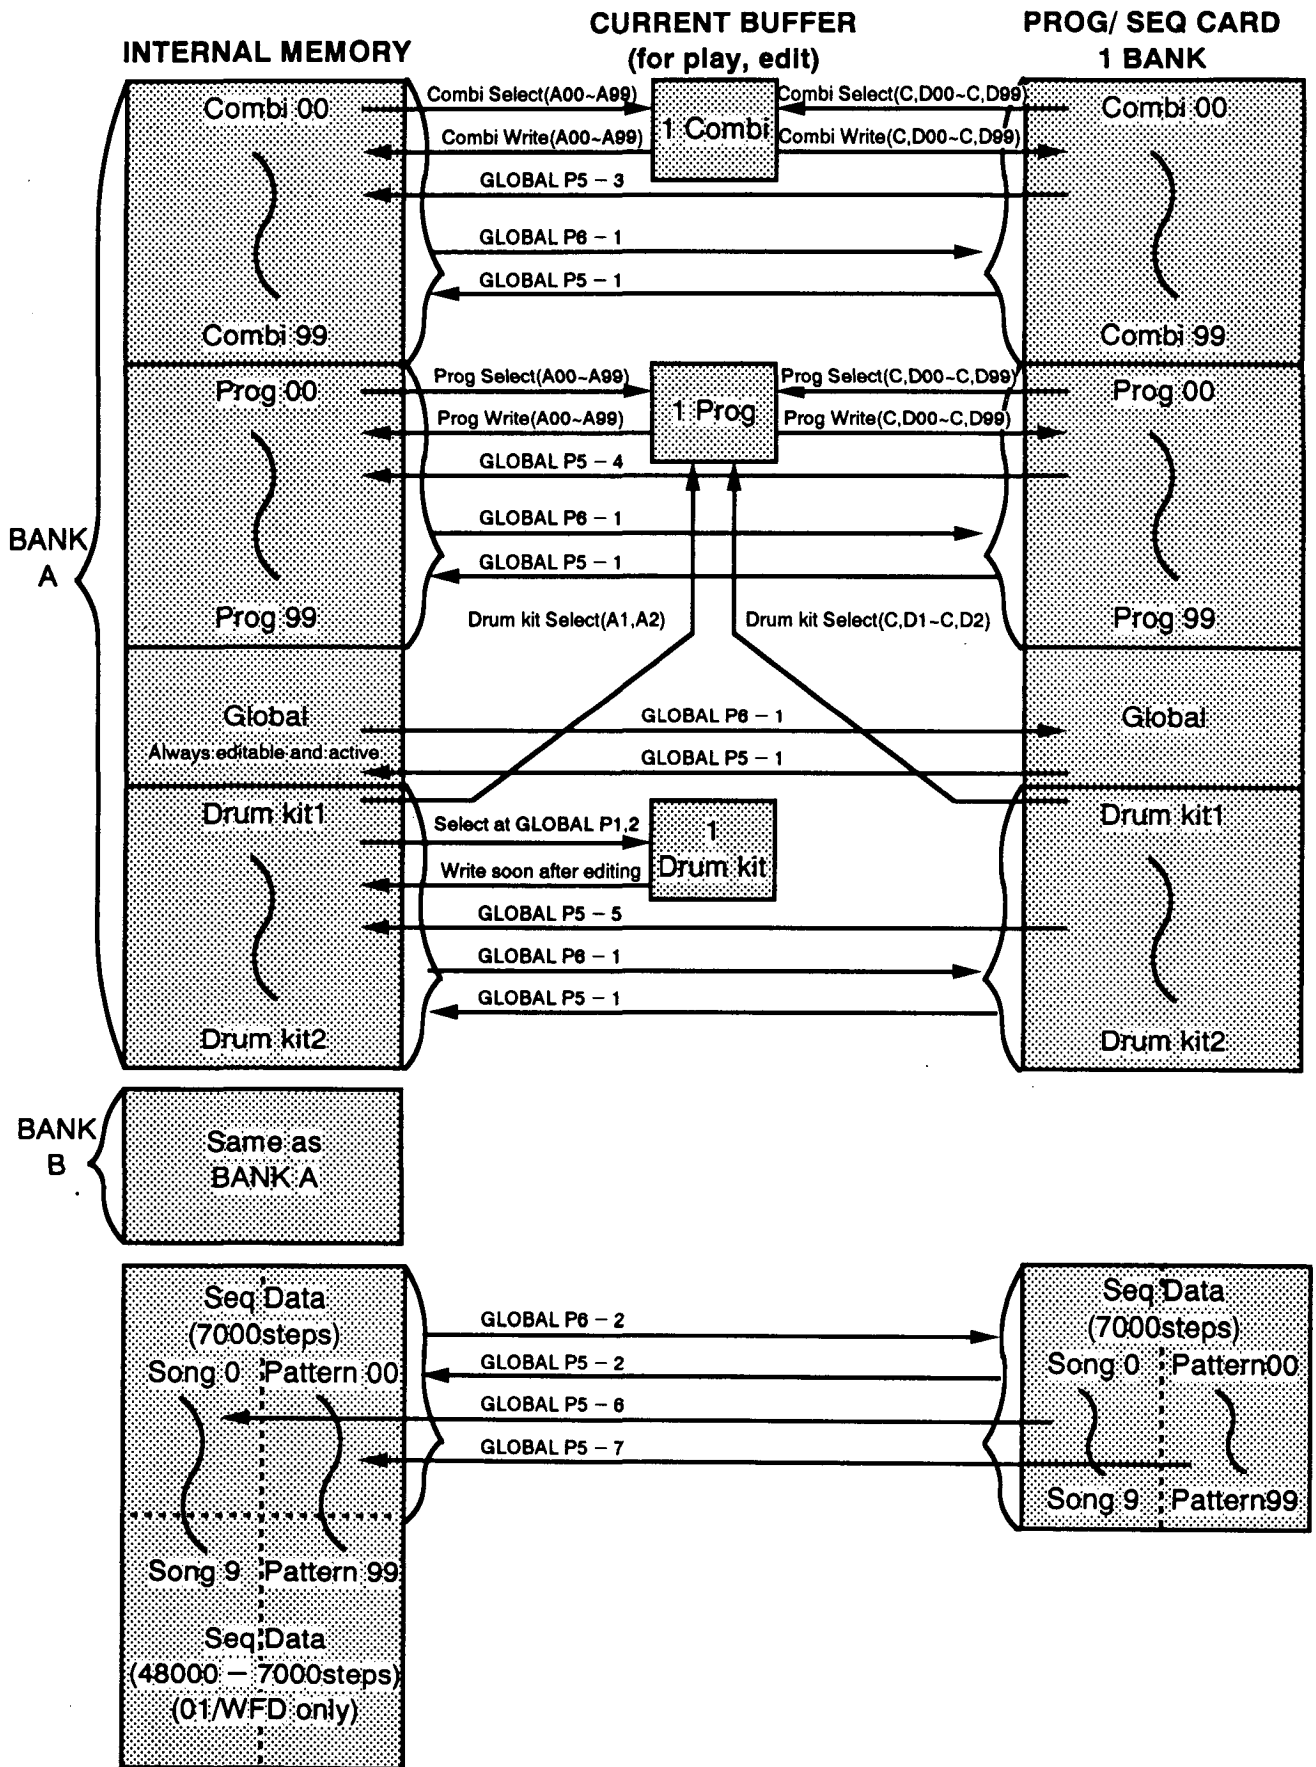 INTERNAL MEMORY
CURRENT BUFFER
(for play, edit)
PROG/ SEQ CARD
1 BANK
Combi 00
Combi Select(A00~A99)
1 Combi
Combi Select(C,D00~C,D99)
Combi 00
Combi Write(A00~A99)
Combi Write(C,D00~C,D99)
GLOBAL P5 – 3
GLOBAL P6 – 1
GLOBAL P5 – 1
Combi 99
Combi 99
Prog 00
Prog Select(A00~A99)
1 Prog
Prog Select(C,D00~C,D99)
Prog 00
Prog Write(A00~A99)
Prog Write(C,D00~C,D99)
GLOBAL P5 – 4
GLOBAL P6 – 1
GLOBAL P5 – 1
BANK
A
Prog 99
Drum kit Select(A1,A2)
Drum kit Select(C,D1~C,D2)
Prog 99
Global
Always editable and active
GLOBAL P6 – 1
GLOBAL P5 – 1
Global
Drum kit1
Select at GLOBAL P1,2
1
Drum kit
Drum kit1
Write soon after editing
GLOBAL P5 – 5
GLOBAL P6 – 1
GLOBAL P5 – 1
Drum kit2
Drum kit2
BANK
B
Same as
BANK A
Seq Data
(7000steps)
Song 0
Pattern 00
GLOBAL P6 – 2
GLOBAL P5 – 2
GLOBAL P5 – 6
GLOBAL P5 – 7
Seq Data
(7000steps)
Song 0
Pattern00
Song 9
Pattern99
Song 9
Pattern 99
Seq Data
(48000 – 7000steps)
(01/WFD only)